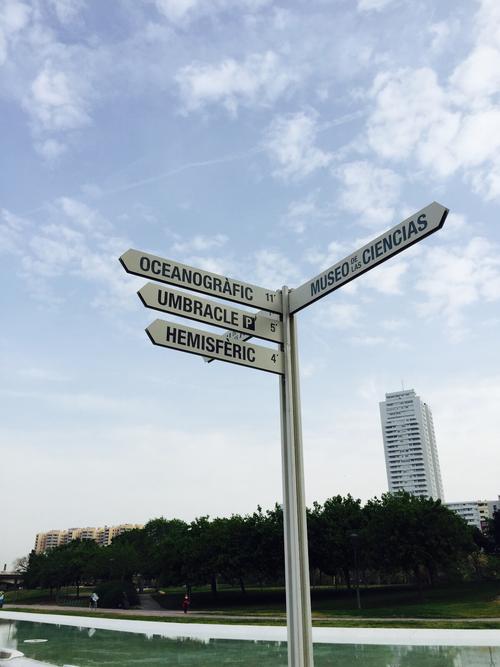 OCEANOGRÀFIC 11'
UMBRACLE P 5'
HEMISFÈRIC 4'
MUSEO DE LAS CIENCIAS